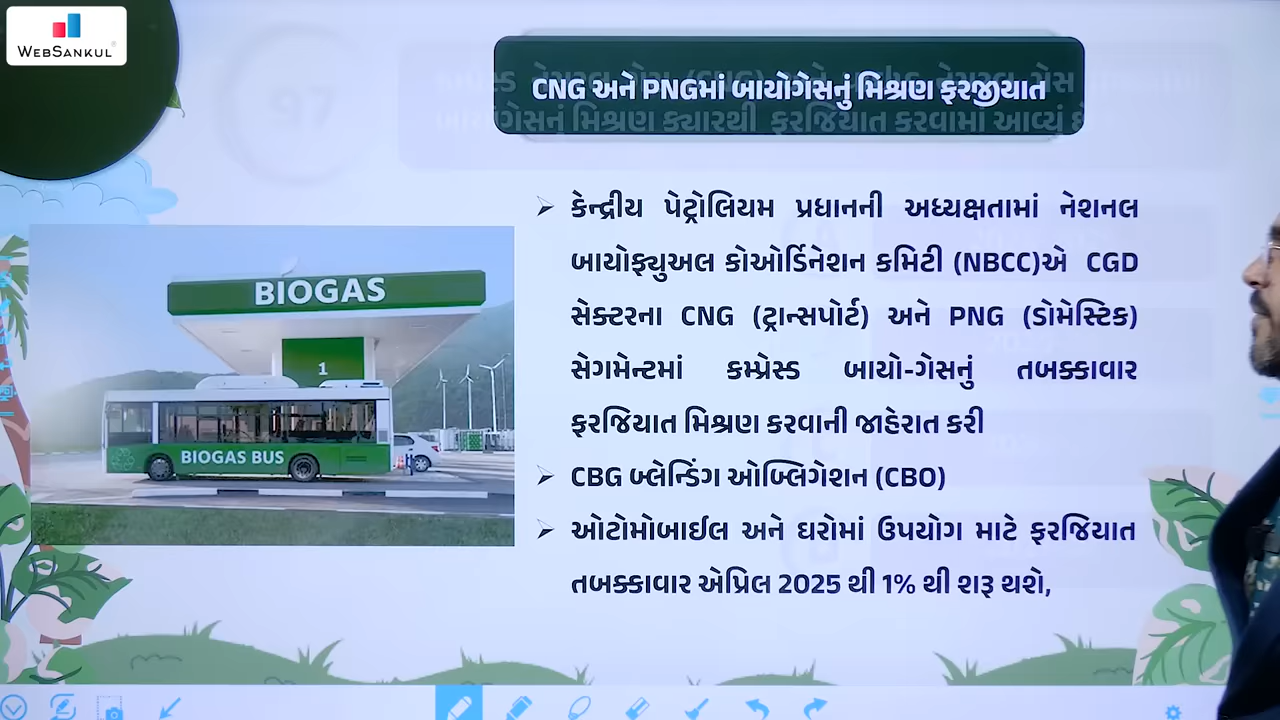 WEBSANKUL
CNG અને PNGમાં બાયોગેસનું મિશ્રણ ફરજીયાત
કેન્દ્રીય પેટ્રોલિયમ પ્રધાનની અધ્યક્ષતામાં નેશનલ
બાયોફ્યુઅલ કોઓર્ડિનેશન કમિટી (NBCC)એ CGD
સેક્ટરના CNG (ટ્રાન્સપોર્ટ) અને PNG (ડોમેસ્ટિક)
સેગમેન્ટમાં કમ્પ્રેસ્ડ બાયો-ગેસનું તબક્કાવાર
ફરજિયાત મિશ્રણ કરવાની જાહેરાત કરી
CBG બ્લેન્ડિંગ ઓબ્લિગેશન (CBO)
ઓટોમોબાઈલ અને ઘરોમાં ઉપયોગ માટે ફરજિયાત
તબક્કાવાર એપ્રિલ 2025 થી 1% થી શરૂ થશે,
BIOGAS
1
BIOGAS BUS